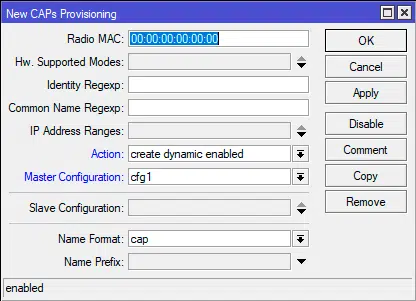 New CAPs Provisioning
Radio MAC: 00:00:00:00:00:00
OK
Hw. Supported Modes:
Cancel
Identity Regexp:
Apply
Common Name Regexp:
IP Address Ranges:
Disable
Action: create dynamic enabled
Comment
Master Configuration: cfg1
Copy
Slave Configuration:
Remove
Name Format: cap
Name Prefix:
enabled